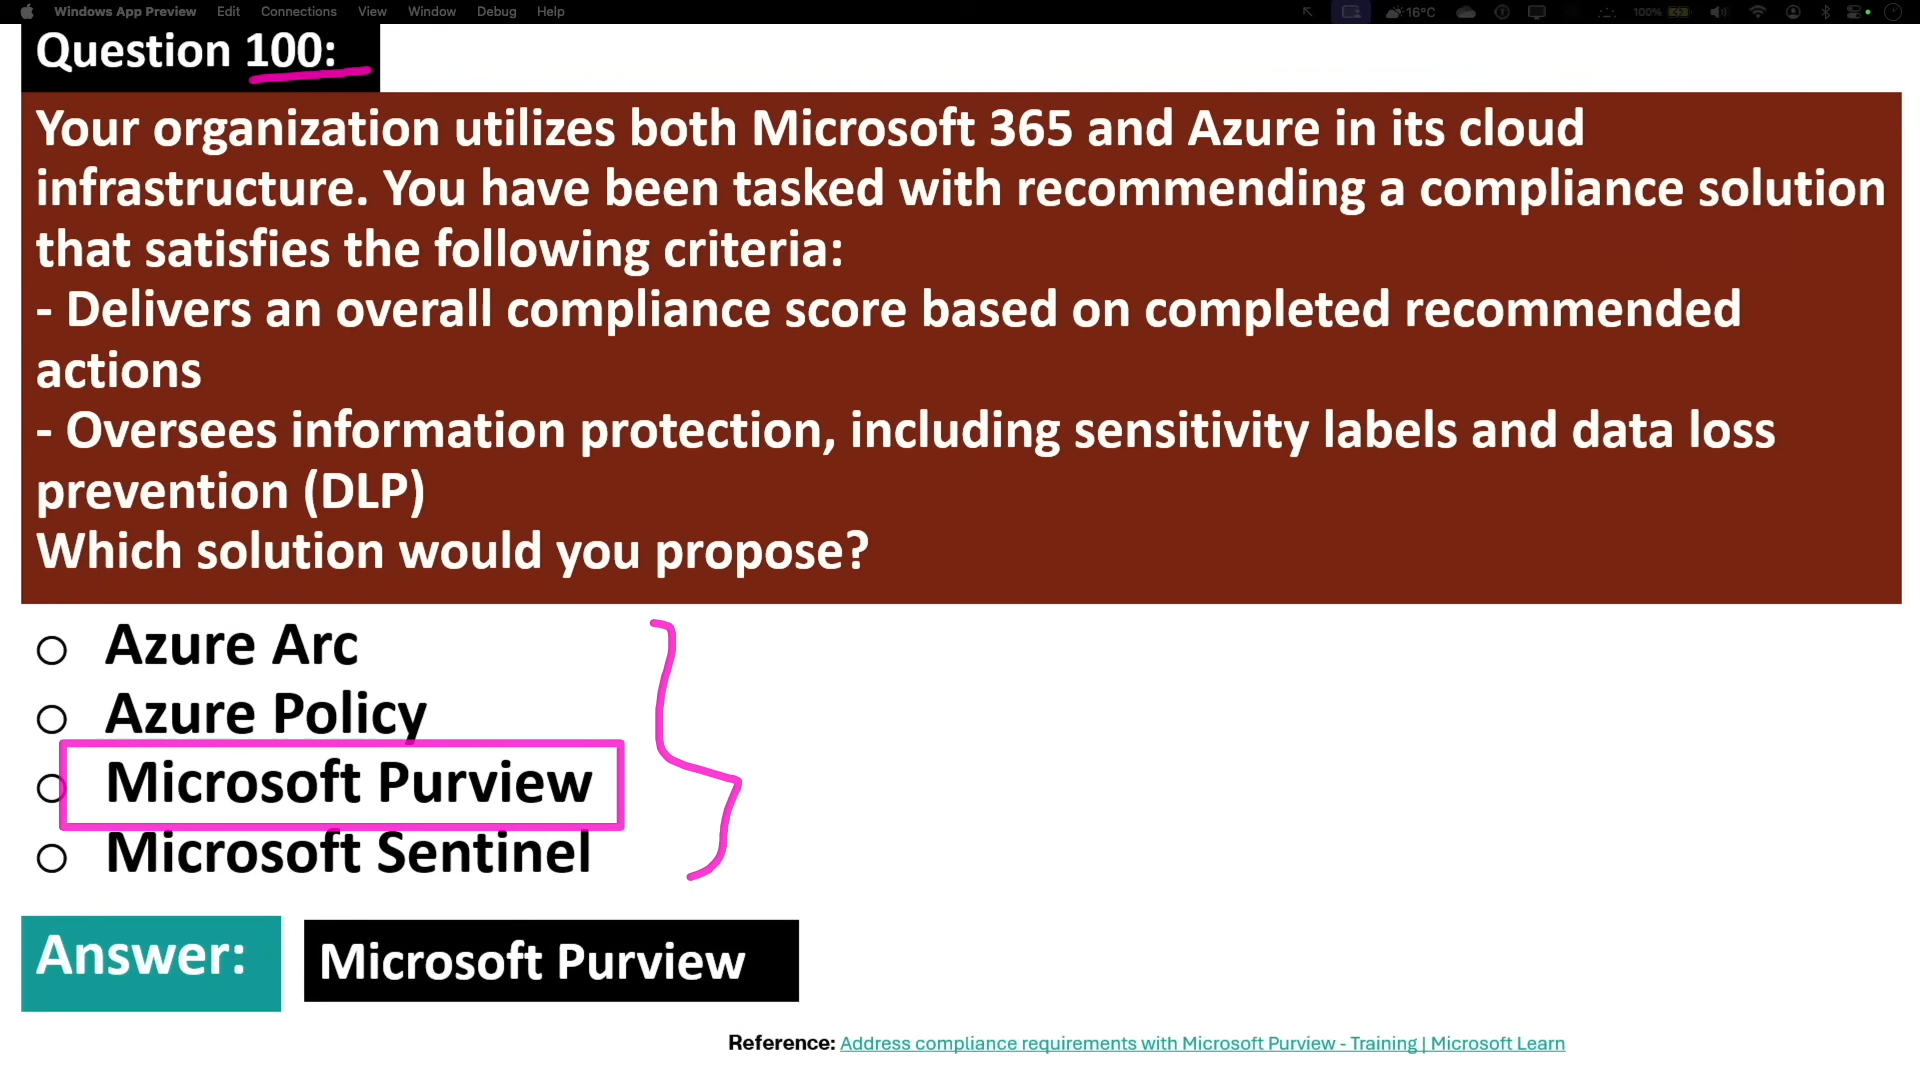 Windows App Preview Edit Connections View Window Debug Help 16°C 100%
Question 100:
Your organization utilizes both Microsoft 365 and Azure in its cloud
infrastructure. You have been tasked with recommending a compliance solution
that satisfies the following criteria:
- Delivers an overall compliance score based on completed recommended
actions
- Oversees information protection, including sensitivity labels and data loss
prevention (DLP)
Which solution would you propose?
Azure Arc
Azure Policy
Microsoft Purview
Microsoft Sentinel
Answer: Microsoft Purview
Reference: Address compliance requirements with Microsoft Purview - Training | Microsoft Learn